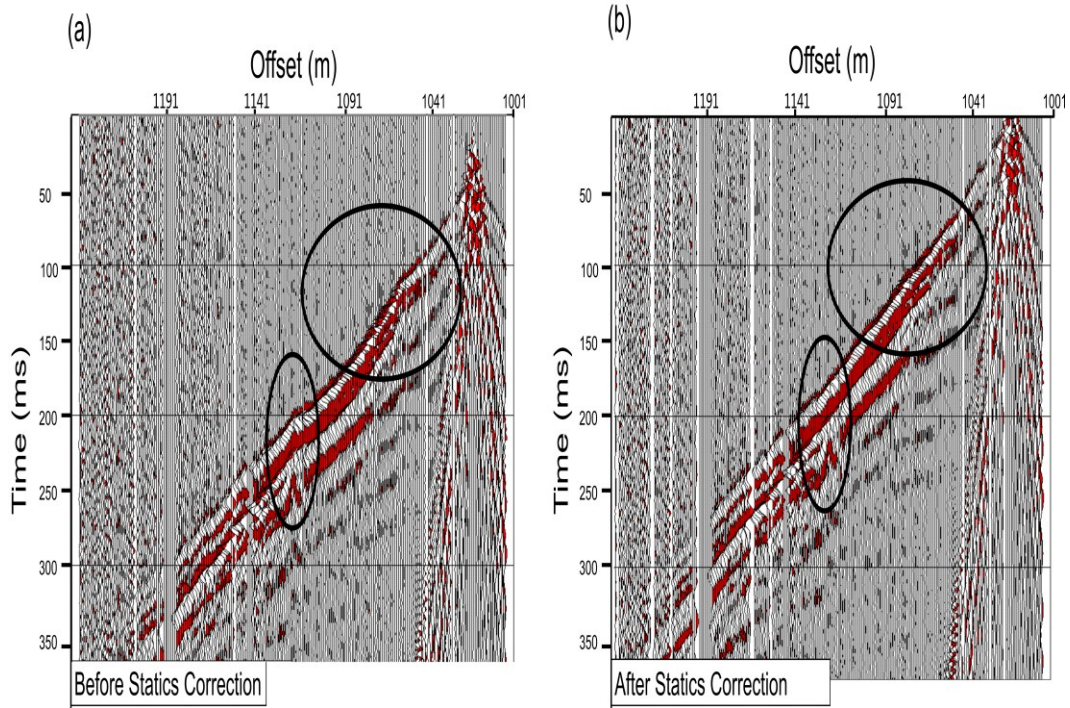 (a)
Offset (m)
1191 1141 1091 1041 1001
50
100
150
200
250
300
350
Time (ms)
Before Statics Correction
(b)
Offset (m)
1191 1141 1091 1041 1001
50
100
150
200
250
300
350
Time (ms)
After Statics Correction